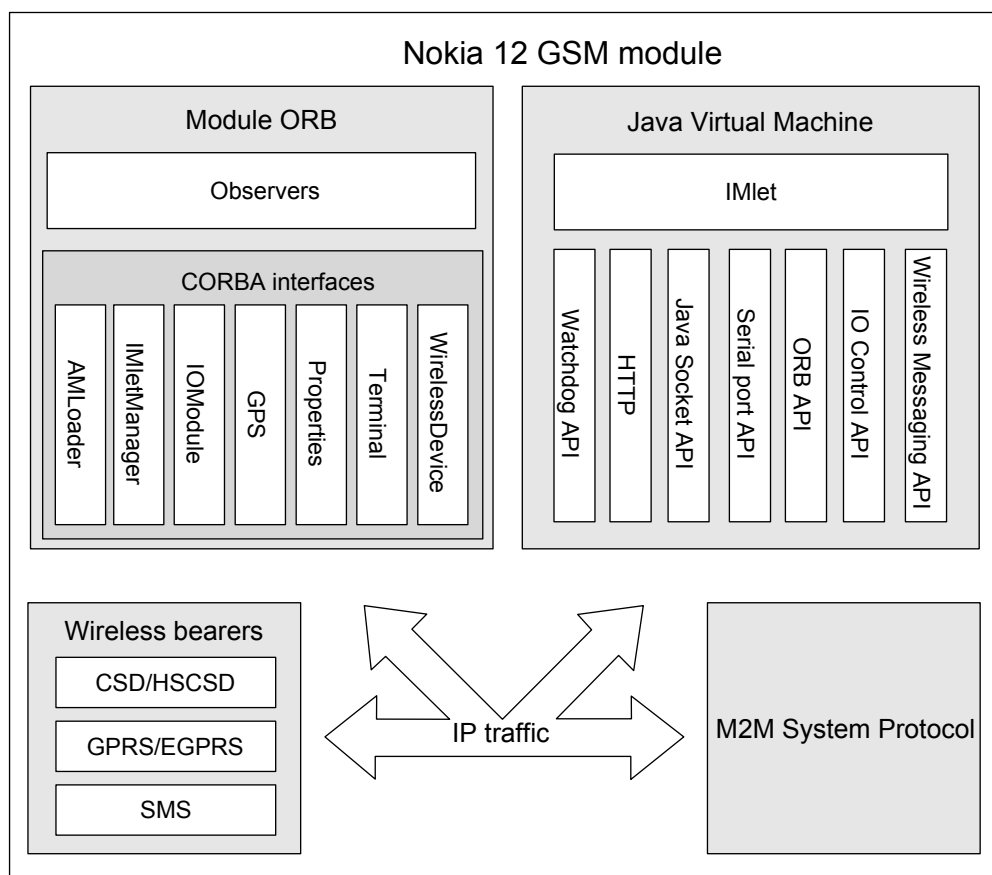 Nokia 12 GSM module
Module ORB
Observers
CORBA interfaces
AMLoader
IMletManager
IOModule
GPS
Properties
Terminal
WirelessDevice
Java Virtual Machine
IMlet
Watchdog API
HTTP
Java Socket API
Serial port API
ORB API
IO Control API
Wireless Messaging API
Wireless bearers
CSD/HSCSD
GPRS/EGPRS
SMS
IP traffic
M2M System Protocol